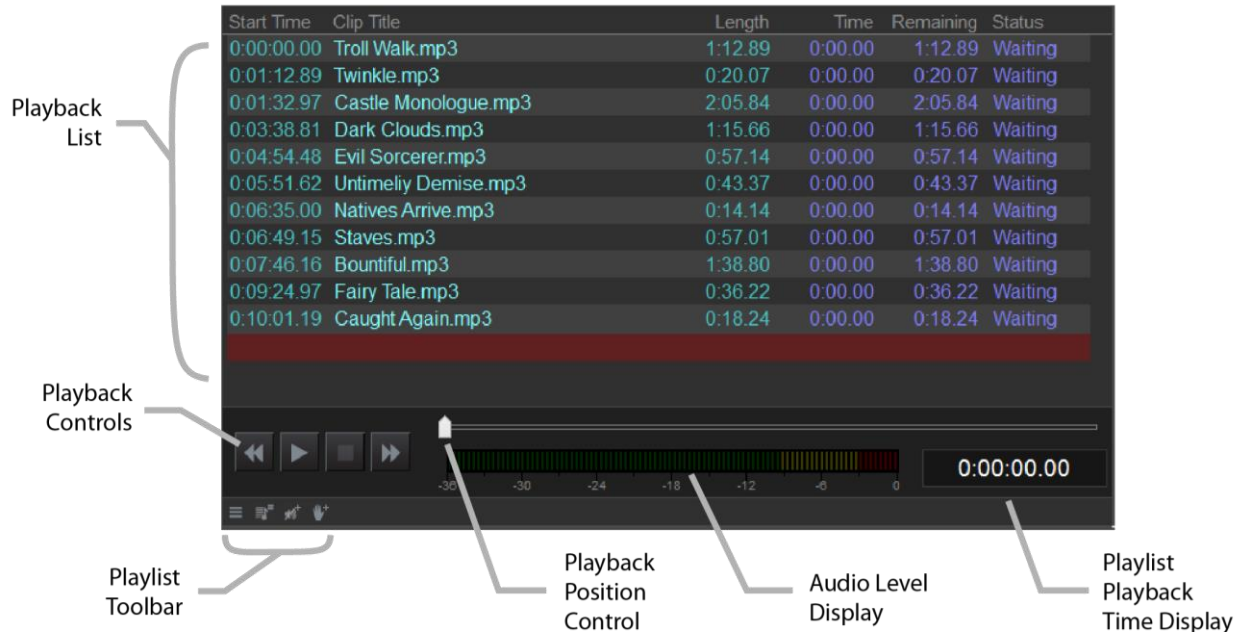 Start Time Clip Title Length Time Remaining Status
0:00:00.00 Troll Walk.mp3 1:12.89 0:00.00 1:12.89 Waiting
0:01:12.89 Twinkle.mp3 0:20.07 0:00.00 0:20.07 Waiting
0:01:32.97 Castle Monologue.mp3 2:05.84 0:00.00 2:05.84 Waiting
0:03:38.81 Dark Clouds.mp3 1:15.66 0:00.00 1:15.66 Waiting
0:04:54.48 Evil Sorcerer.mp3 0:57.14 0:00.00 0:57.14 Waiting
0:05:51.62 Untimeliy Demise.mp3 0:43.37 0:00.00 0:43.37 Waiting
0:06:35.00 Natives Arrive.mp3 0:14.14 0:00.00 0:14.14 Waiting
0:06:49.15 Staves.mp3 0:57.01 0:00.00 0:57.01 Waiting
0:07:46.16 Bountiful.mp3 1:38.80 0:00.00 1:38.80 Waiting
0:09:24.97 Fairy Tale.mp3 0:36.22 0:00.00 0:36.22 Waiting
0:10:01.19 Caught Again.mp3 0:18.24 0:00.00 0:18.24 Waiting
Playback
List
Playback
Controls
-36 -30 -24 -18 -12 -6 0
0:00:00.00
Playlist
Toolbar
Playback
Position
Control
Audio Level
Display
Playlist
Playback
Time Display